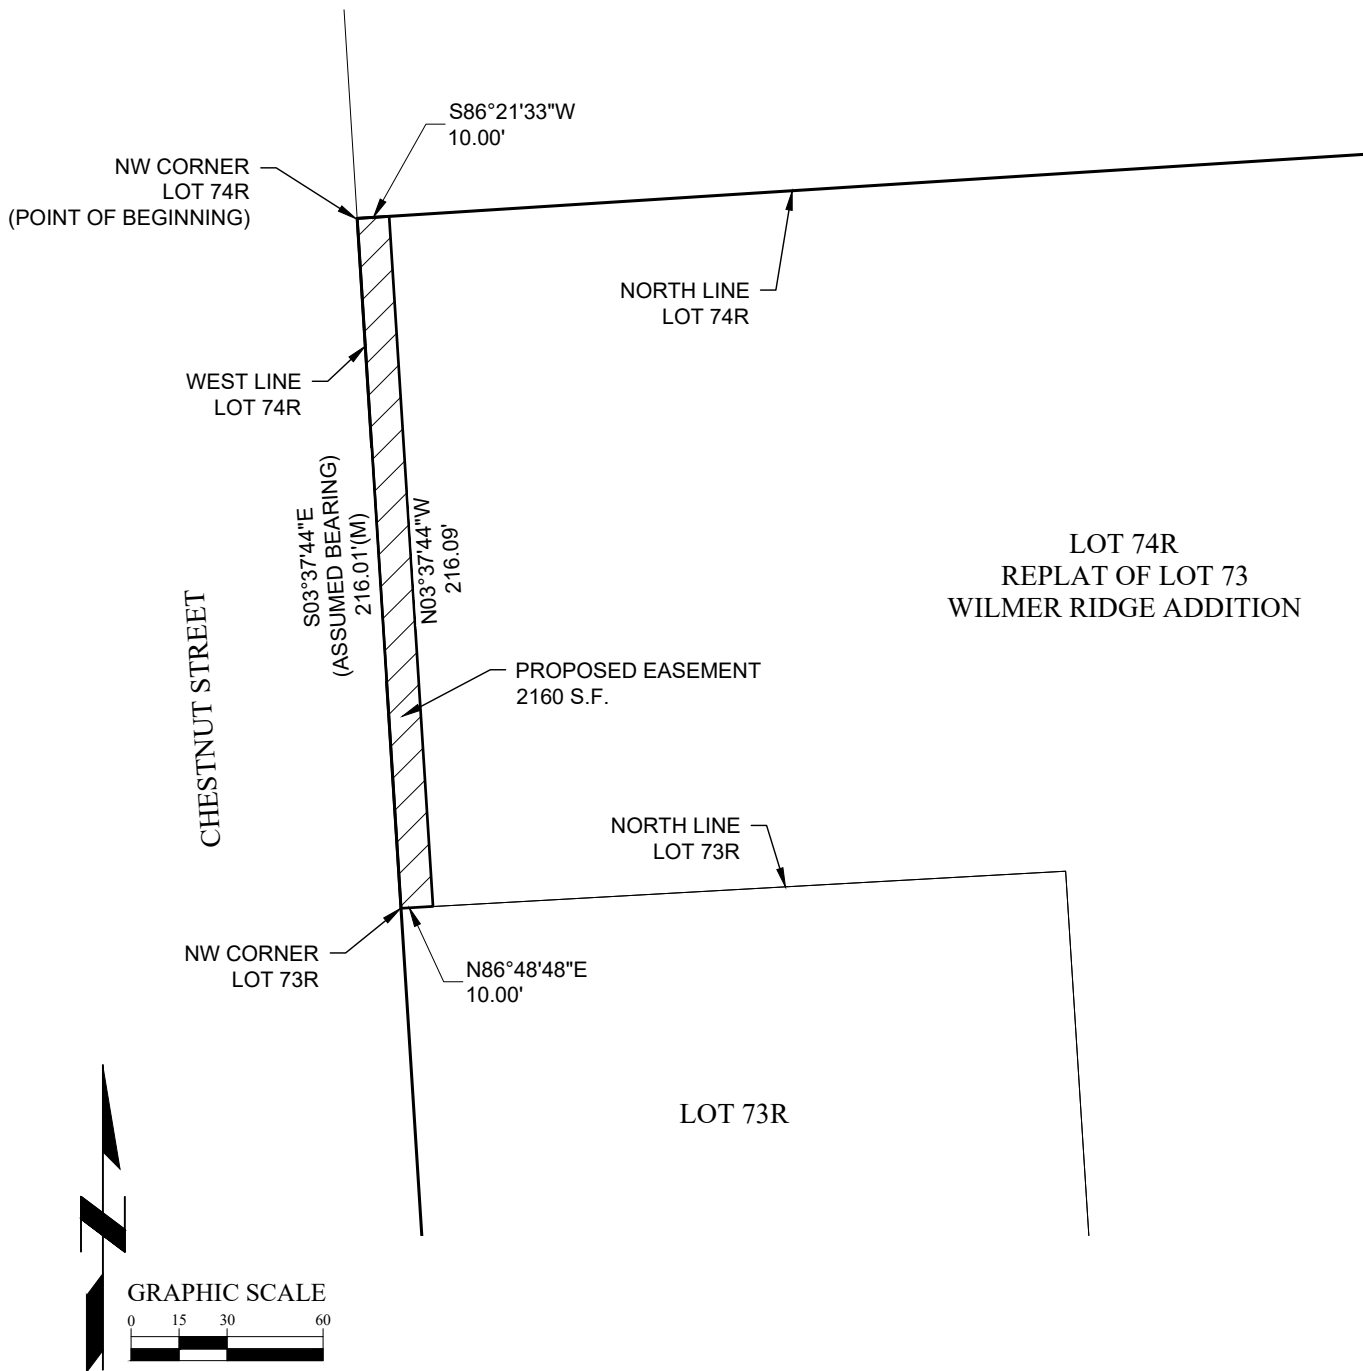 S86°21'33"W
10.00'
NW CORNER
LOT 74R
(POINT OF BEGINNING)
NORTH LINE
LOT 74R
WEST LINE
LOT 74R
S03°37'44"E
(ASSUMED BEARING)
216.01'(M)
N03°37'44"W
216.09'
LOT 74R
REPLAT OF LOT 73
WILMER RIDGE ADDITION
CHESTNUT STREET
PROPOSED EASEMENT
2160 S.F.
NORTH LINE
LOT 73R
NW CORNER
LOT 73R
N86°48'48"E
10.00'
LOT 73R
N
GRAPHIC SCALE
0 15 30 60